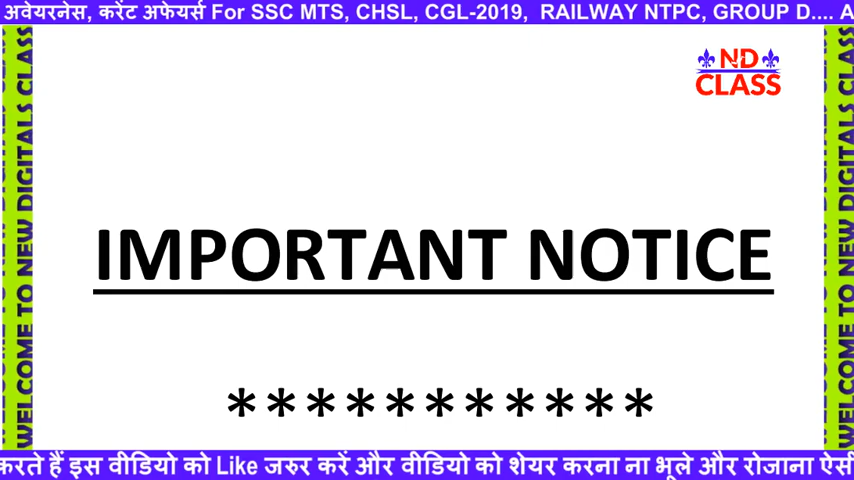 अवेयरनेस, करेंट अफेयर्स For SSC MTS, CHSL, CGL-2019, RAILWAY NTPC, GROUP D.... A
ND
CLASS
WELCOME TO NEW DIGITALS CLASS
IMPORTANT NOTICE
***********
WELCOME TO NEW DIGITALS CLASS
करते हैं इस वीडियो को Like जरुर करें और वीडियो को शेयर करना ना भूले और रोजाना ऐसी